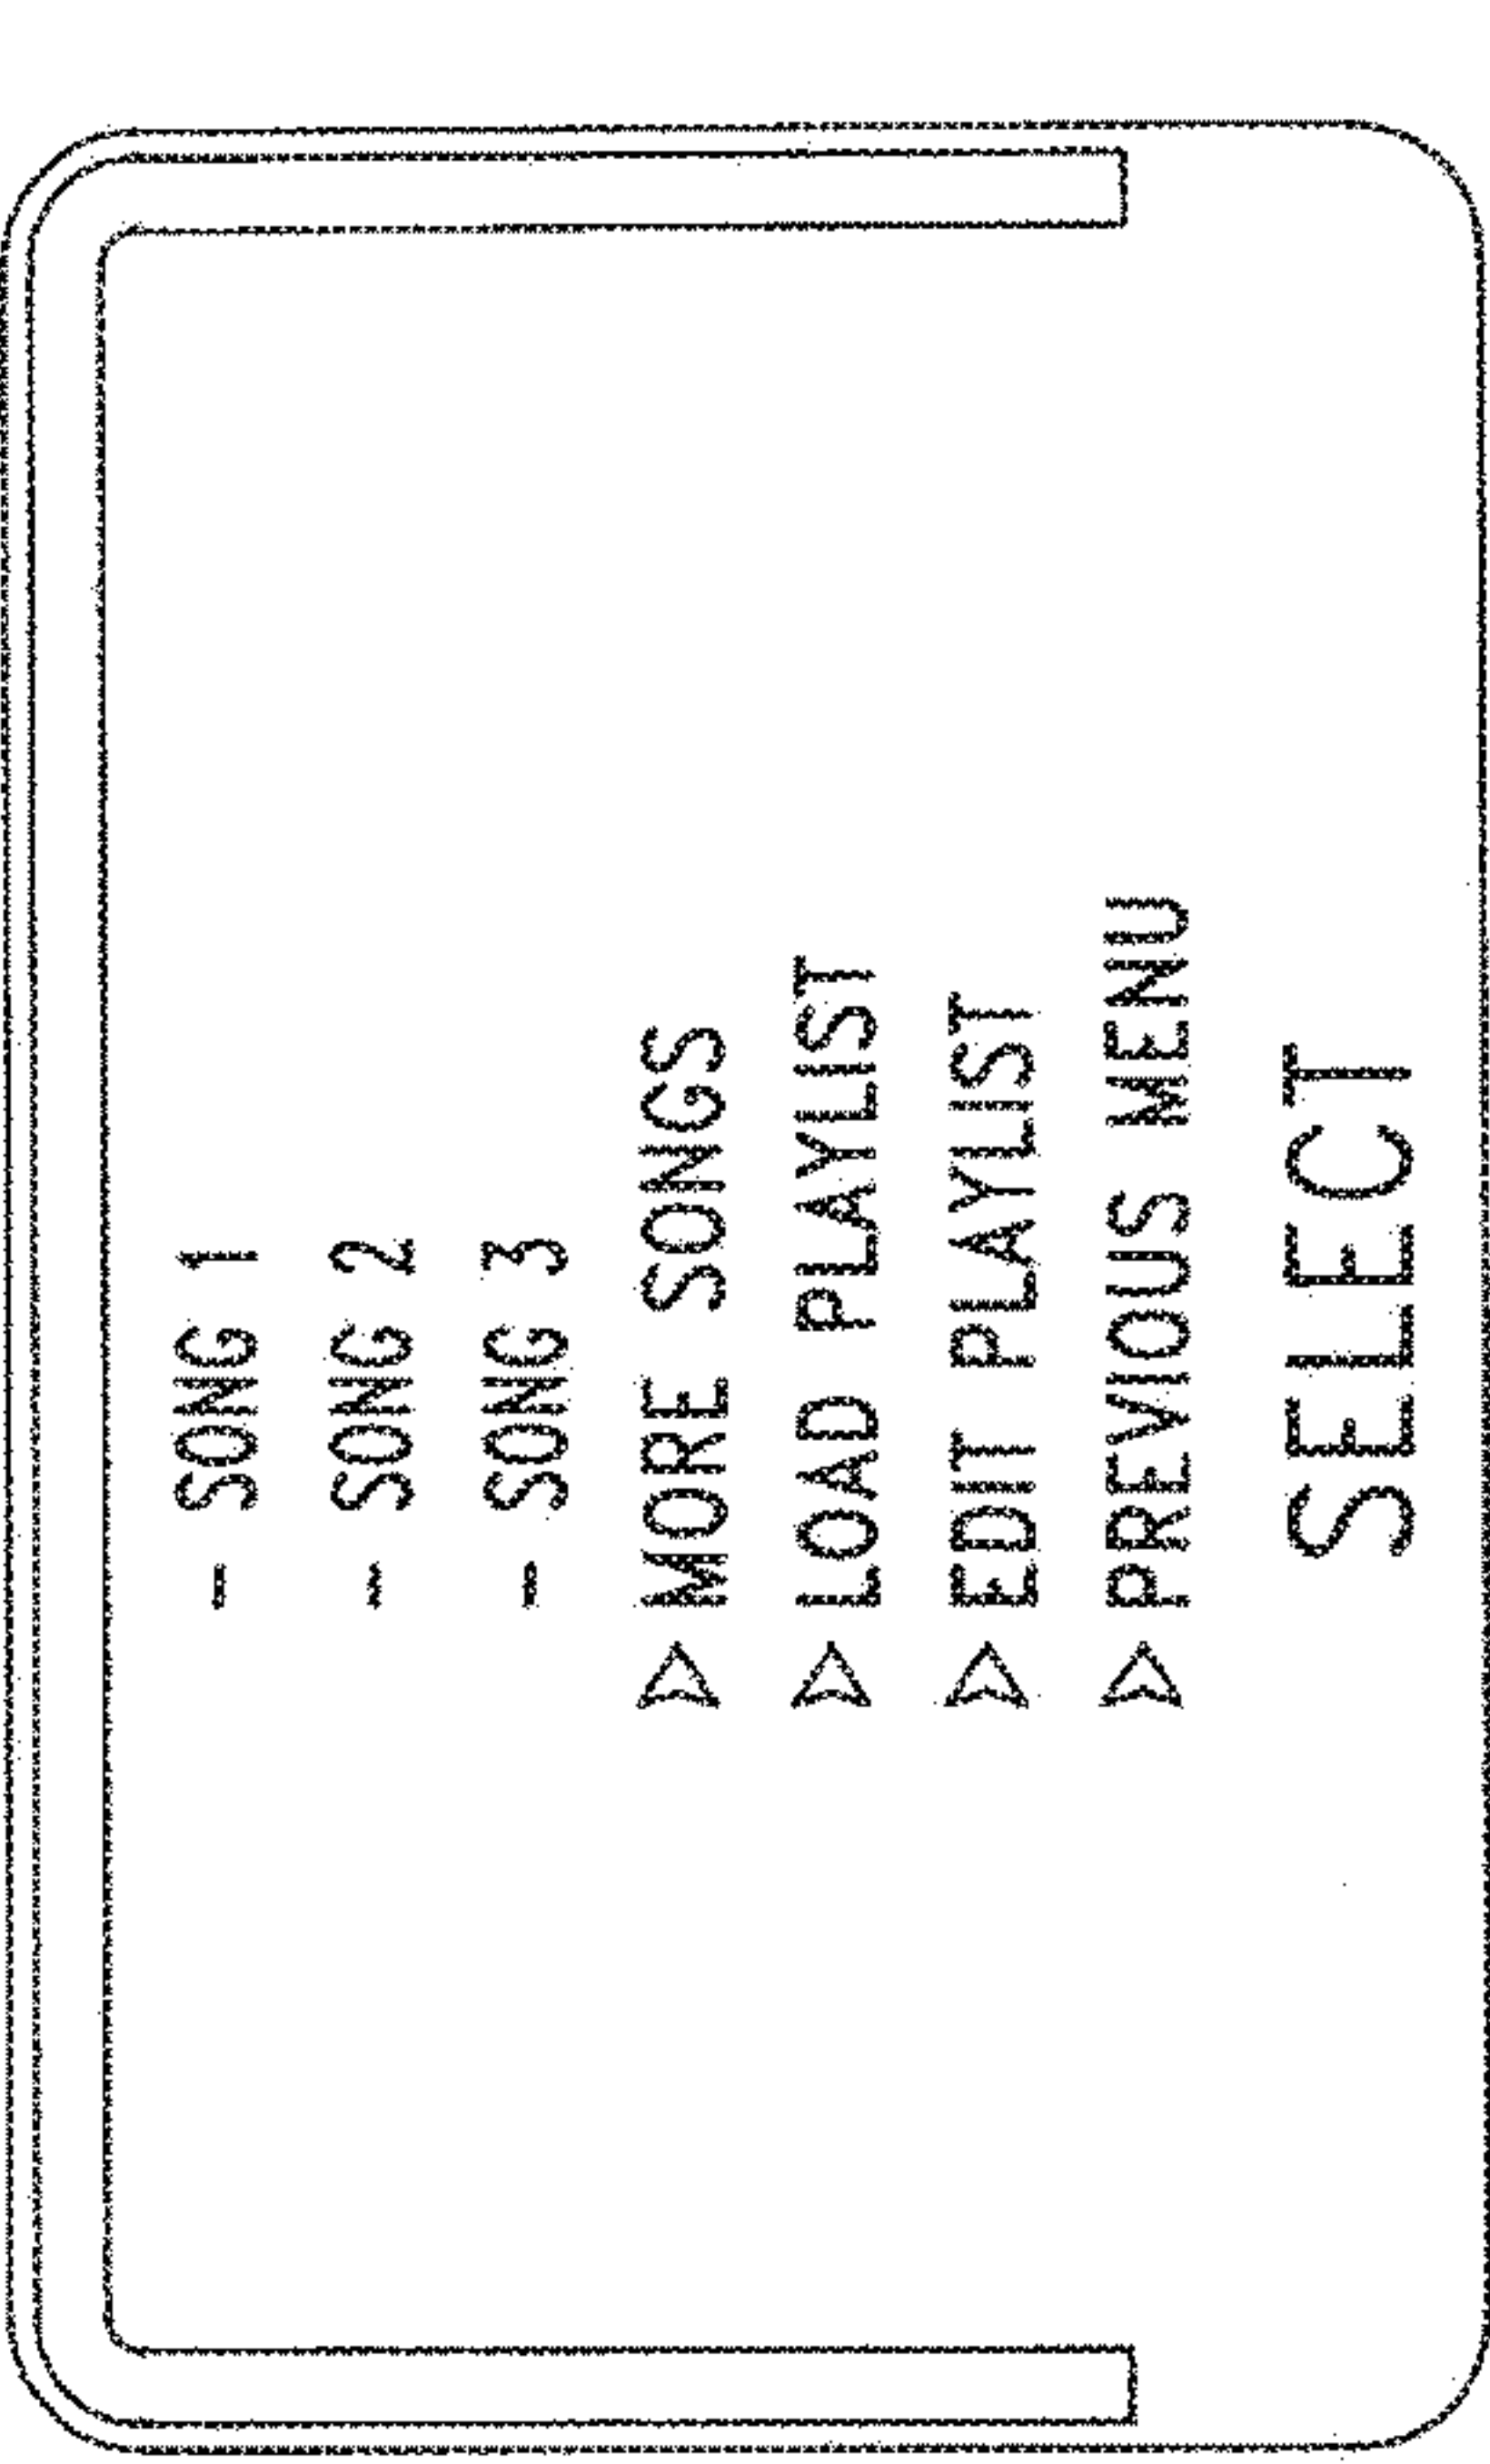 - SONG 1
- SONG 2
- SONG 3
➢ MORE SONGS
➢ LOAD PLAYLIST
➢ EDIT PLAYLIST
➢ PREVIOUS MENU
SELECT